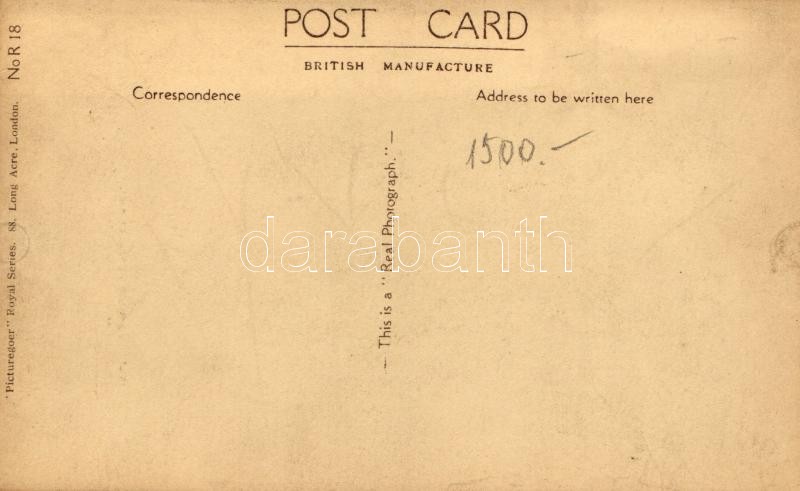 POST CARD
BRITISH MANUFACTURE
Correspondence
Address to be written here
1500.-
— This is a "Real Photograph." —
"Picturegoer" Royal Series. 88, Long Acre, London. No R 18
darabanth